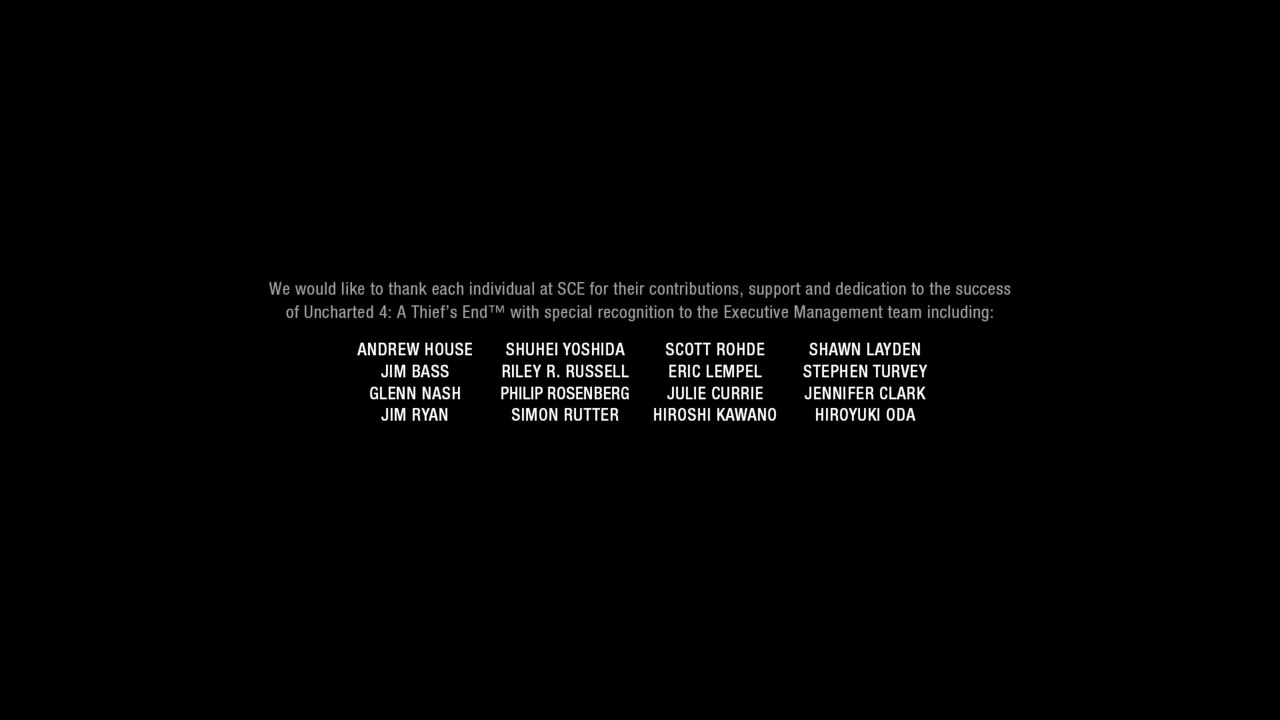 We would like to thank each individual at SCE for their contributions, support and dedication to the success
of Uncharted 4: A Thief's End™ with special recognition to the Executive Management team including:
ANDREW HOUSE SHUHEI YOSHIDA SCOTT ROHDE SHAWN LAYDEN
JIM BASS RILEY R. RUSSELL ERIC LEMPEL STEPHEN TURVEY
GLENN NASH PHILIP ROSENBERG JULIE CURRIE JENNIFER CLARK
JIM RYAN SIMON RUTTER HIROSHI KAWANO HIROYUKI ODA